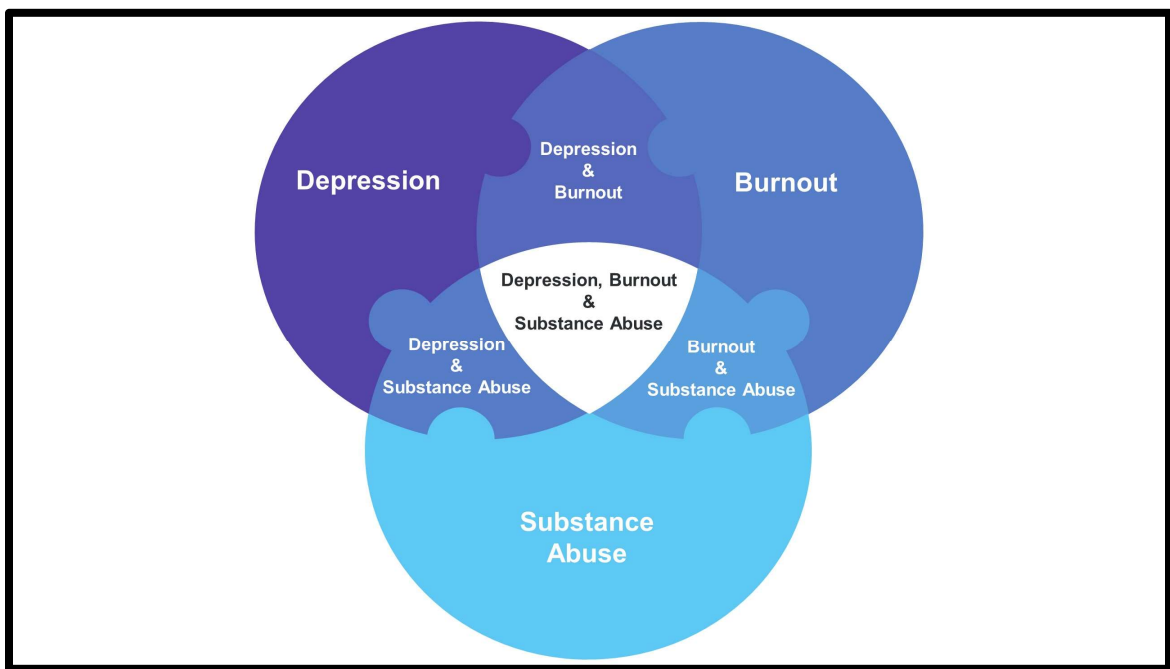 Depression
Burnout
Depression
&
Burnout
Depression, Burnout
&
Substance Abuse
Depression
&
Substance Abuse
Burnout
&
Substance Abuse
Substance
Abuse